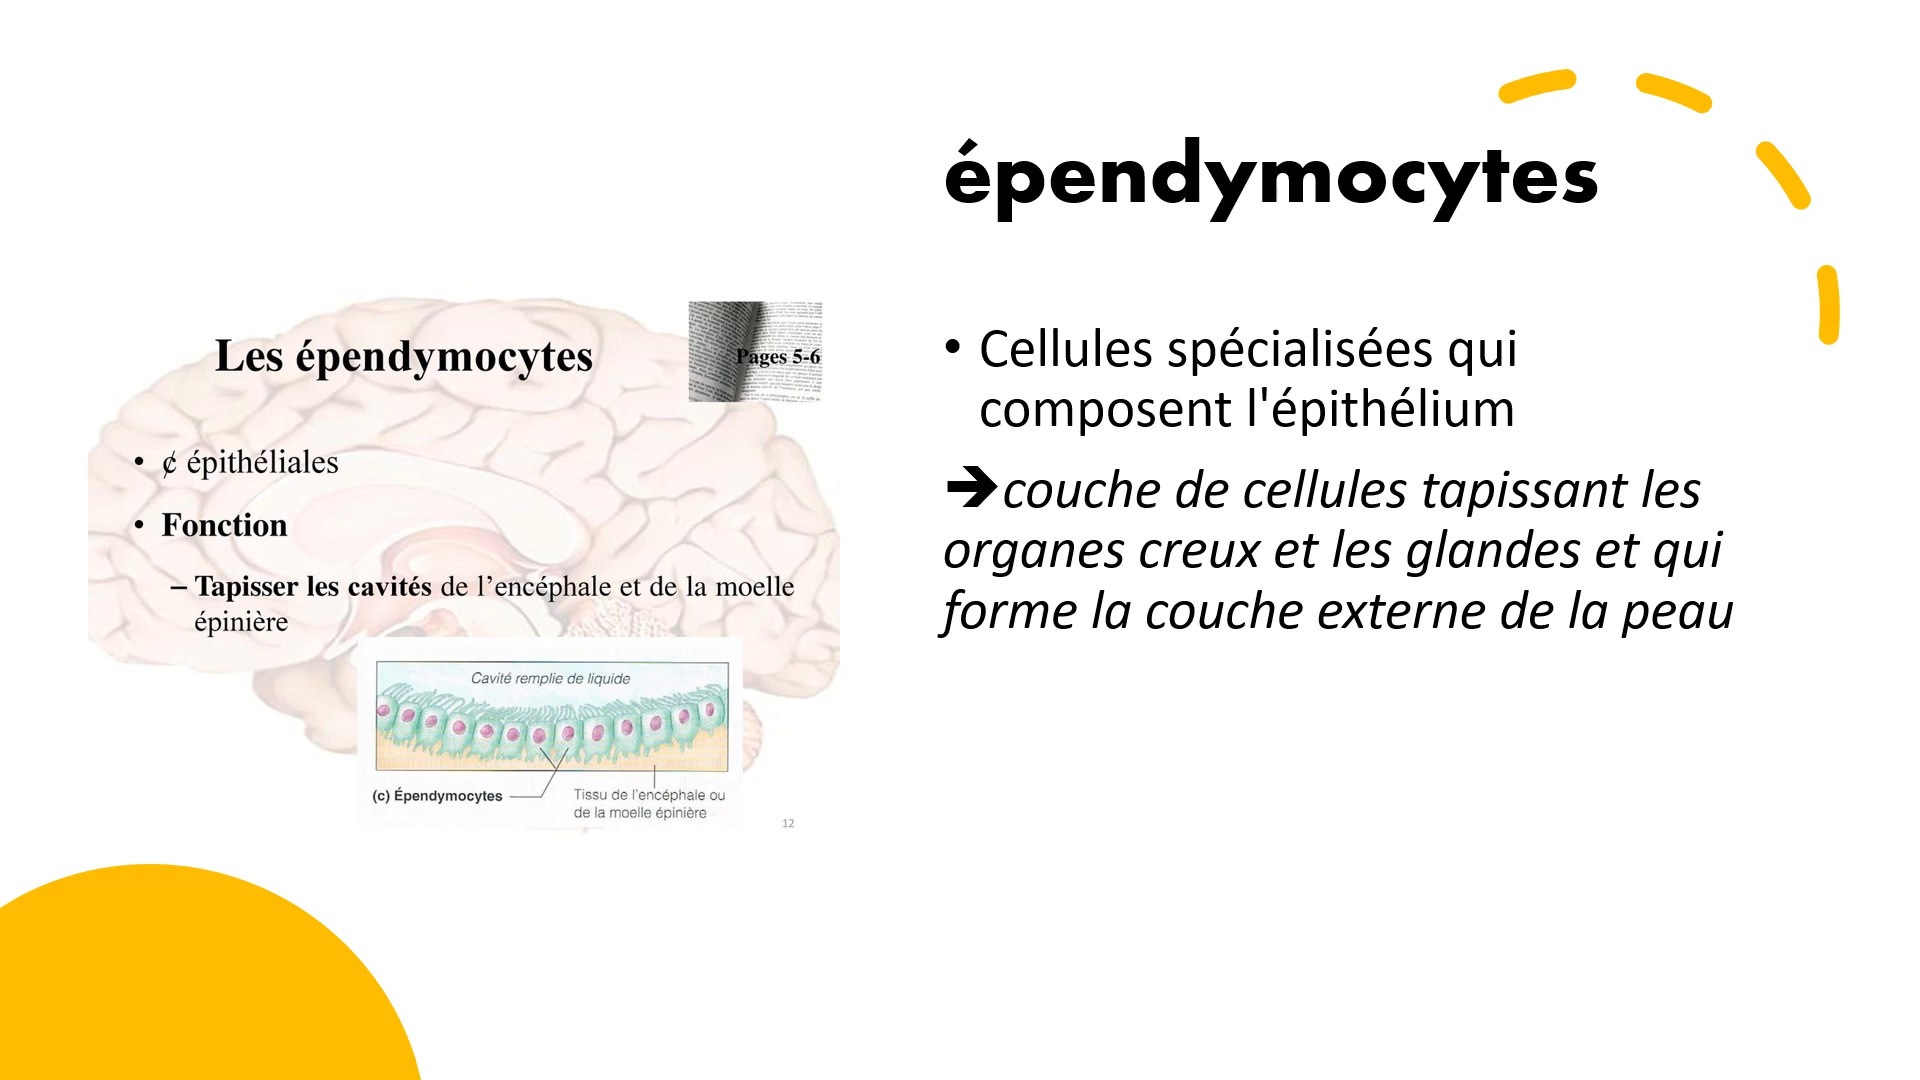 épendymocytes
Les épendymocytes
Pages 5-6
• ¢ épithéliales
• Fonction
– Tapisser les cavités de l’encéphale et de la moelle
épinière
Cavité remplie de liquide
(c) Épendymocytes
Tissu de l'encéphale ou
de la moelle épinière
12
• Cellules spécialisées qui
composent l'épithélium
🡺couche de cellules tapissant les
organes creux et les glandes et qui
forme la couche externe de la peau